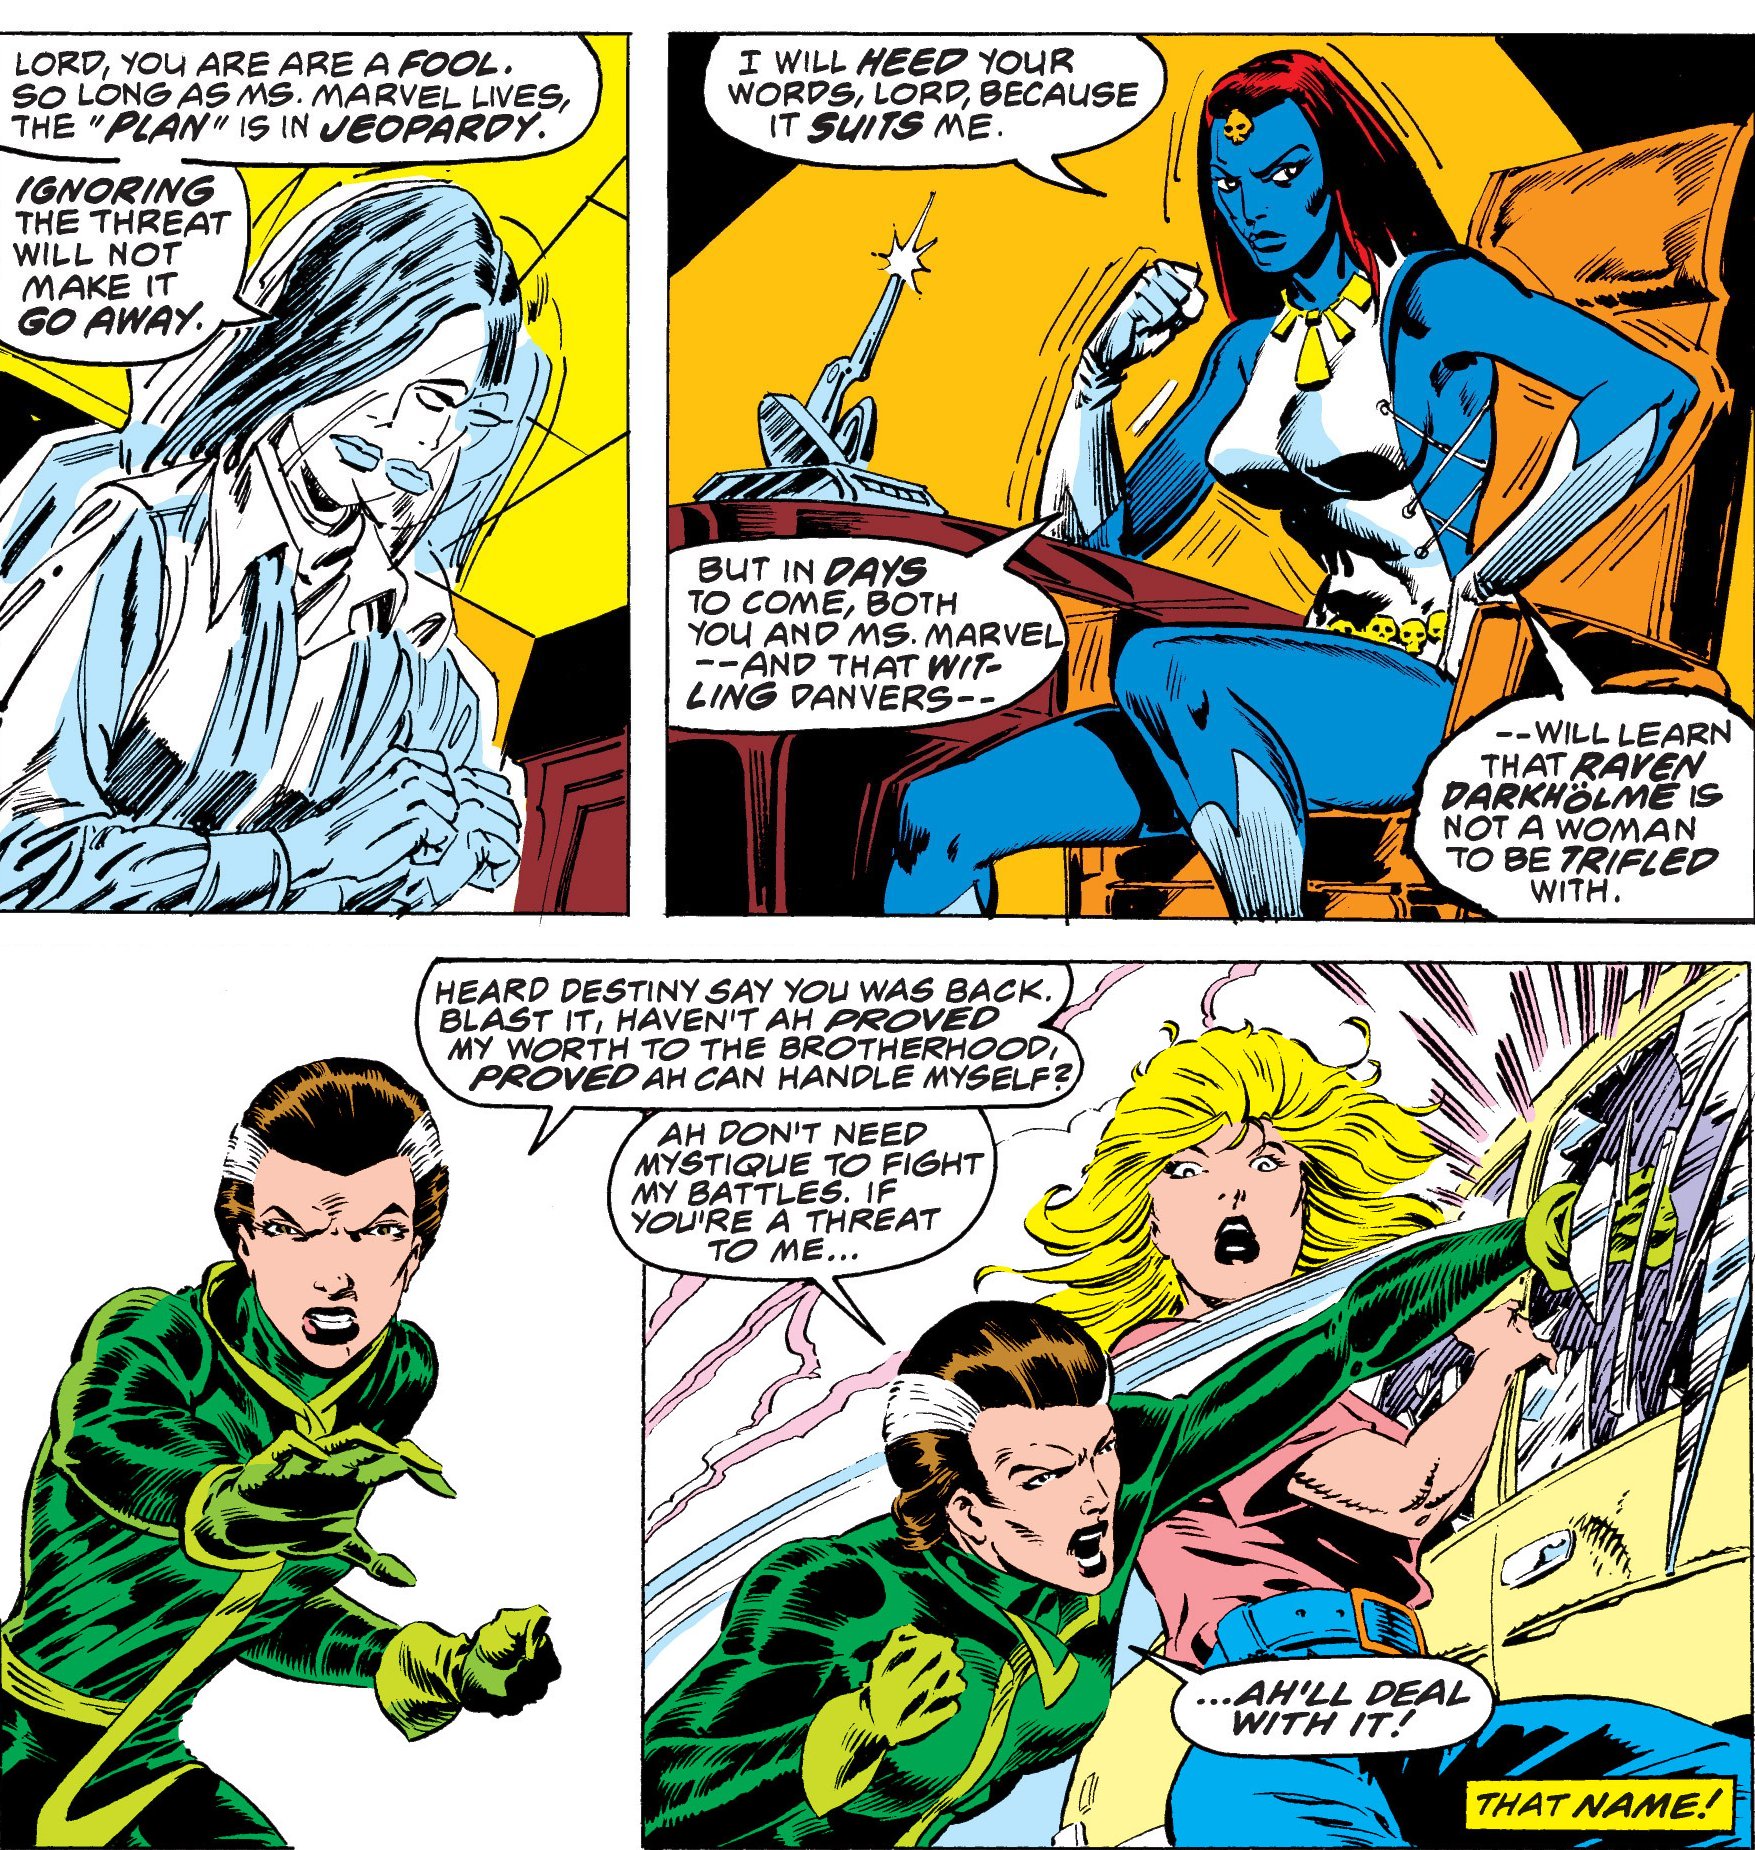 LORD, YOU ARE ARE A FOOL.
SO LONG AS MS. MARVEL LIVES,
THE "PLAN" IS IN JEOPARDY.
IGNORING
THE THREAT
WILL NOT
MAKE IT
GO AWAY.
I WILL HEED YOUR
WORDS, LORD, BECAUSE
IT SUITS ME.
BUT IN DAYS
TO COME, BOTH
YOU AND MS. MARVEL
--AND THAT WIT-
LING DANVERS--
--WILL LEARN
THAT RAVEN
DARKHÖLME IS
NOT A WOMAN
TO BE TRIFLED
WITH.
HEARD DESTINY SAY YOU WAS BACK.
BLAST IT, HAVEN'T AH PROVED
MY WORTH TO THE BROTHERHOOD,
PROVED AH CAN HANDLE MYSELF?
AH DON'T NEED
MYSTIQUE TO FIGHT
MY BATTLES. IF
YOU'RE A THREAT
TO ME...
...AH'LL DEAL
WITH IT!
THAT NAME!